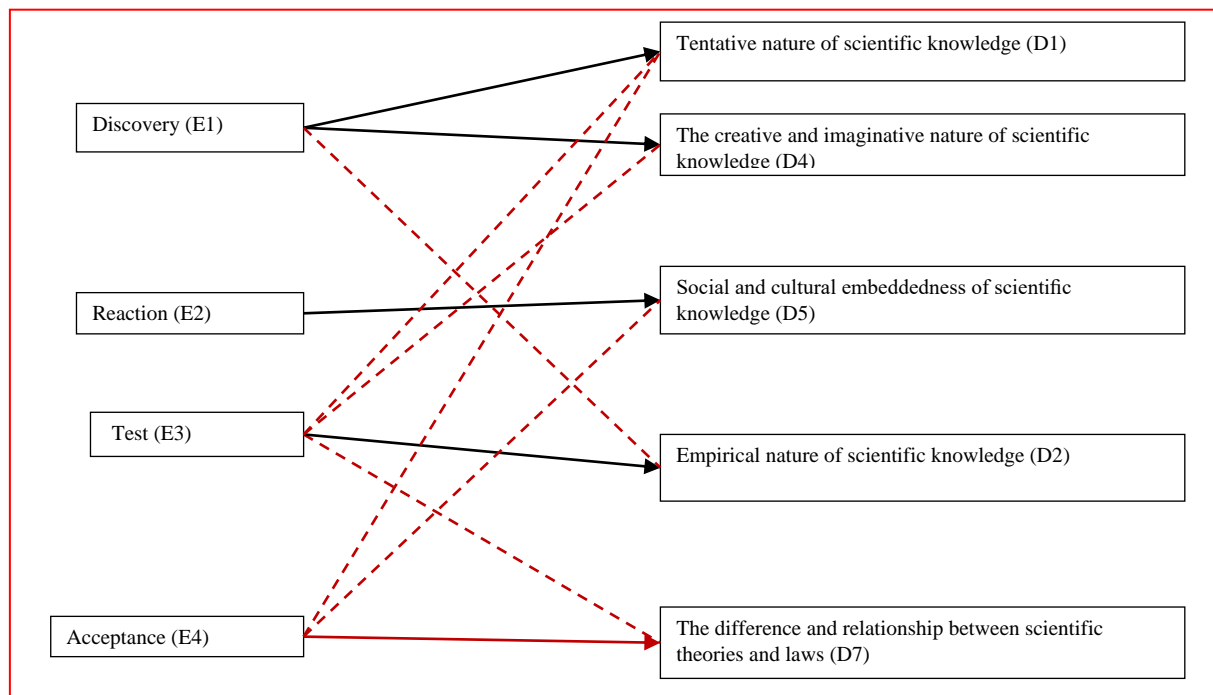 Tentative nature of scientific knowledge (D1)
Discovery (E1)
The creative and imaginative nature of scientific
knowledge (D4)
Social and cultural embeddedness of scientific
knowledge (D5)
Reaction (E2)
Test (E3)
Empirical nature of scientific knowledge (D2)
Acceptance (E4)
The difference and relationship between scientific
theories and laws (D7)